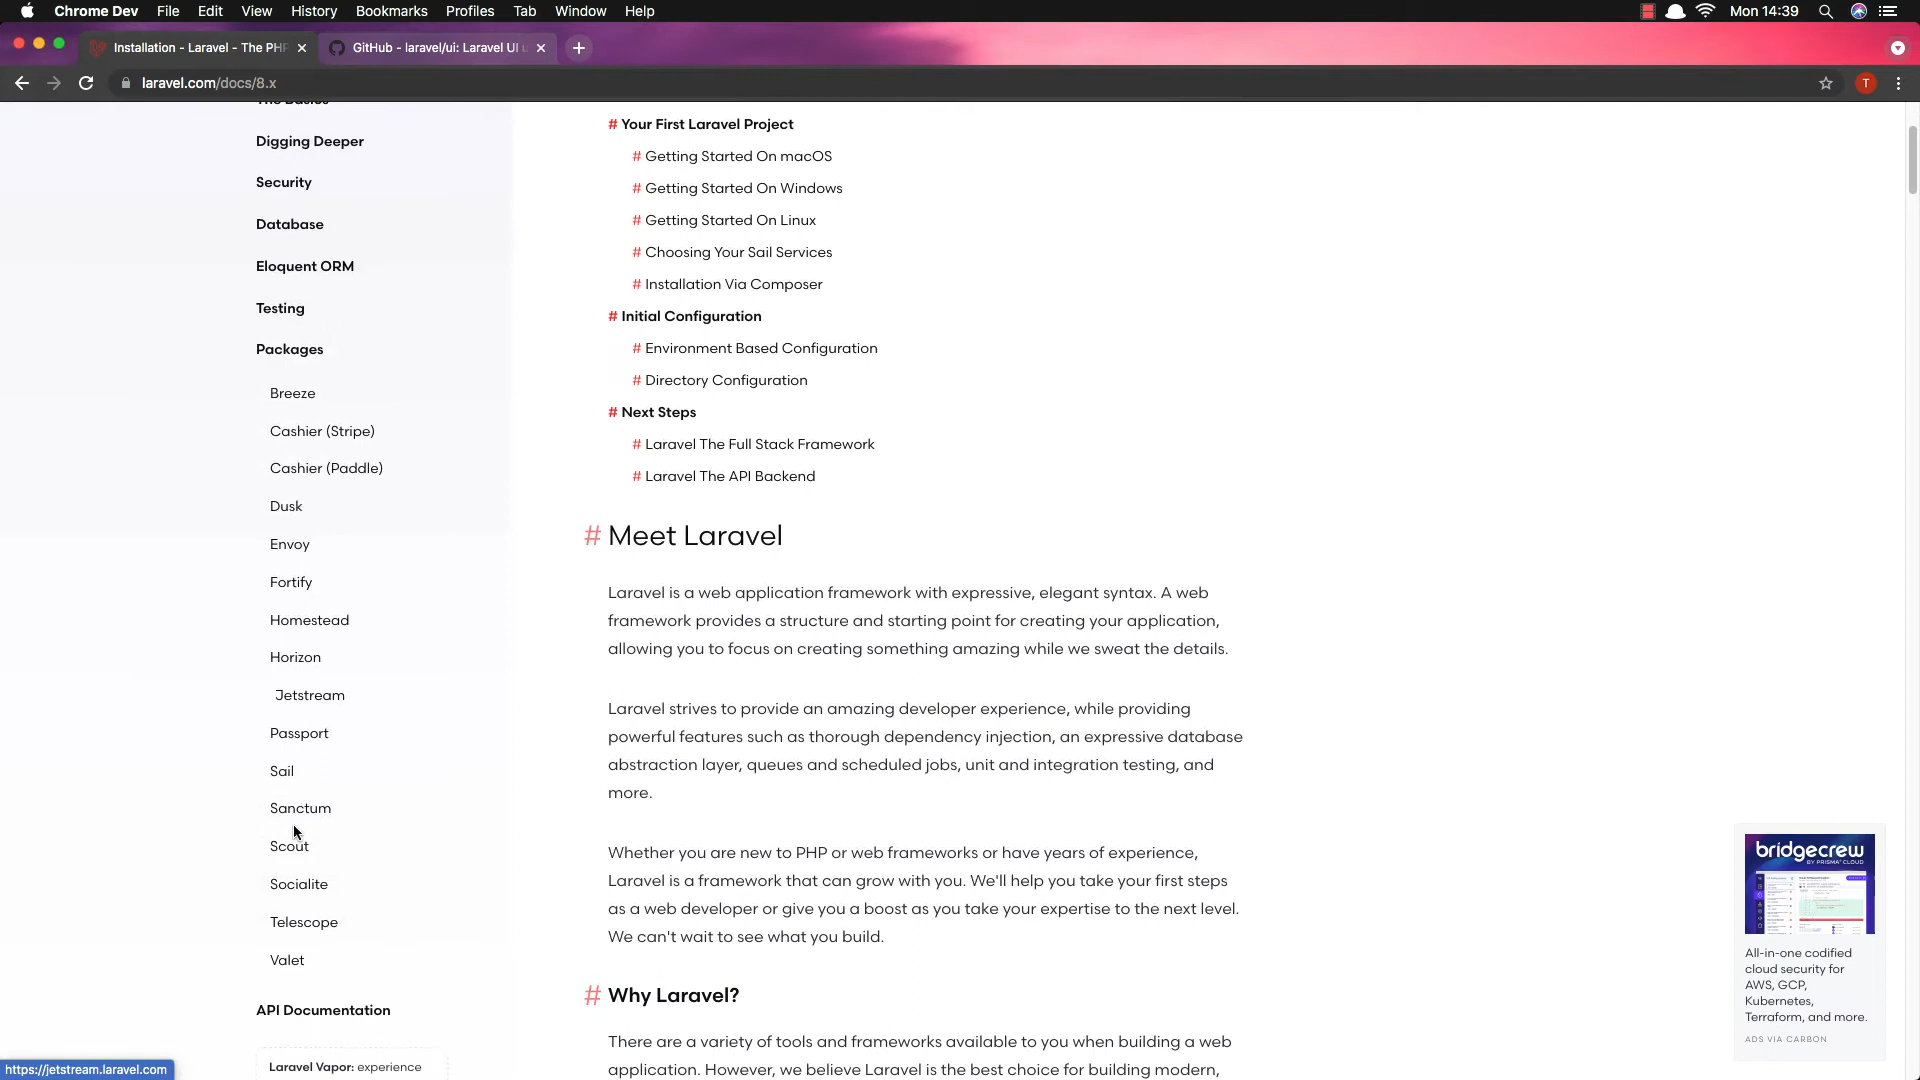 Chrome Dev File Edit View History Bookmarks Profiles Tab Window Help Mon 14:39
Installation - Laravel - The PHP GitHub - laravel/ui: Laravel UI
laravel.com/docs/8.x T
The Basics
Digging Deeper
Security
Database
Eloquent ORM
Testing
Packages
Breeze
Cashier (Stripe)
Cashier (Paddle)
Dusk
Envoy
Fortify
Homestead
Horizon
Jetstream
Passport
Sail
Sanctum
Scout
Socialite
Telescope
Valet
API Documentation
Laravel Vapor: experience
https://jetstream.laravel.com
# Your First Laravel Project
# Getting Started On macOS
# Getting Started On Windows
# Getting Started On Linux
# Choosing Your Sail Services
# Installation Via Composer
# Initial Configuration
# Environment Based Configuration
# Directory Configuration
# Next Steps
# Laravel The Full Stack Framework
# Laravel The API Backend
# Meet Laravel
Laravel is a web application framework with expressive, elegant syntax. A web
framework provides a structure and starting point for creating your application,
allowing you to focus on creating something amazing while we sweat the details.
Laravel strives to provide an amazing developer experience, while providing
powerful features such as thorough dependency injection, an expressive database
abstraction layer, queues and scheduled jobs, unit and integration testing, and
more.
Whether you are new to PHP or web frameworks or have years of experience,
Laravel is a framework that can grow with you. We'll help you take your first steps
as a web developer or give you a boost as you take your expertise to the next level.
We can't wait to see what you build.
# Why Laravel?
There are a variety of tools and frameworks available to you when building a web
application. However, we believe Laravel is the best choice for building modern,
bridgecrew
BY PRISMA CLOUD
All-in-one codified
cloud security for
AWS, GCP,
Kubernetes,
Terraform, and more.
ADS VIA CARBON